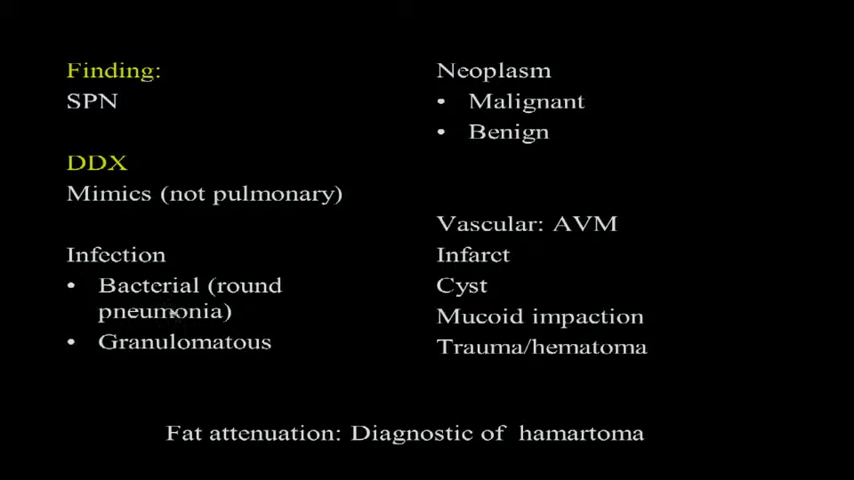 Finding:
SPN
DDX
Mimics (not pulmonary)
Infection
• Bacterial (round
pneumonia)
• Granulomatous
Neoplasm
• Malignant
• Benign
Vascular: AVM
Infarct
Cyst
Mucoid impaction
Trauma/hematoma
Fat attenuation: Diagnostic of hamartoma